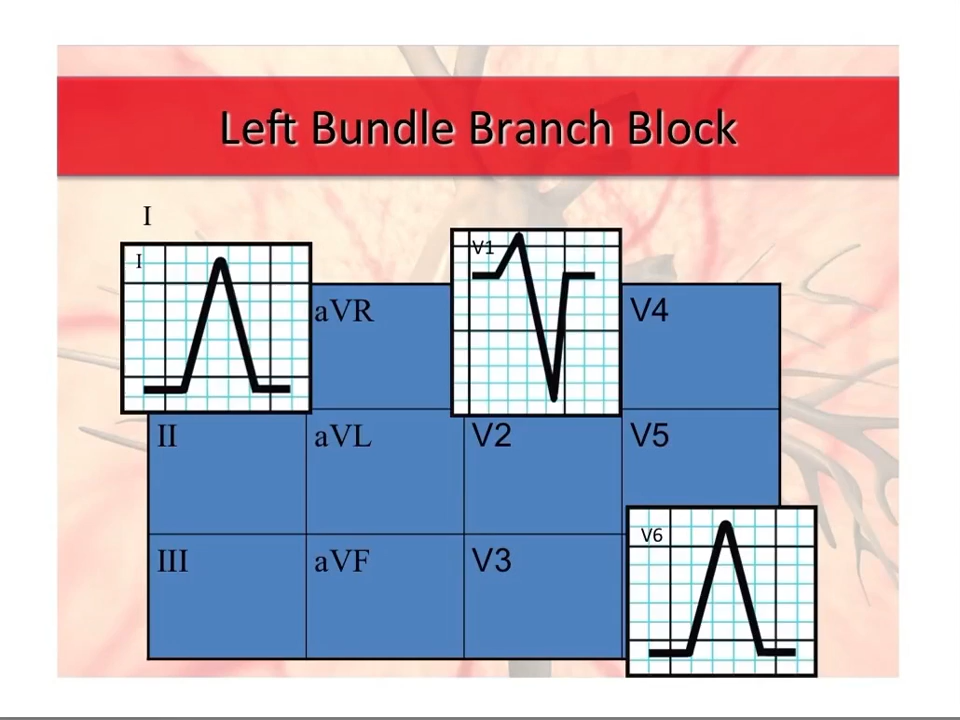 Left Bundle Branch Block
I
I
V1
aVR
V4
II
aVL
V2
V5
III
aVF
V3
V6